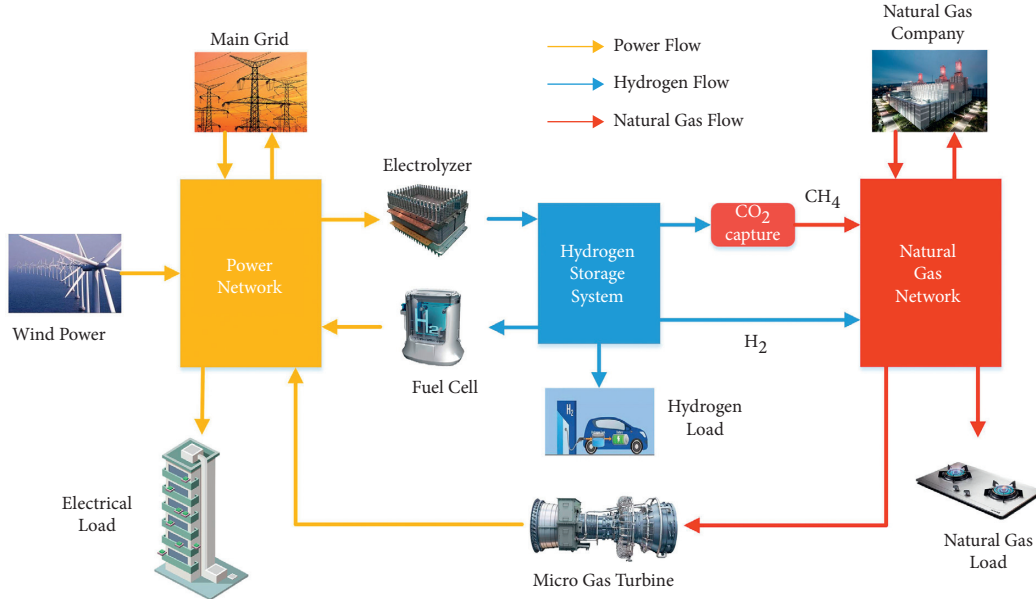 Main Grid
Power Flow
Hydrogen Flow
Natural Gas Flow
Natural Gas
Company
Electrolyzer
CO2
capture
CH4
Power
Network
Hydrogen
Storage
System
Natural
Gas
Network
Wind Power
H2
H2
Fuel Cell
H2
Hydrogen
Load
Electrical
Load
Micro Gas Turbine
Natural Gas
Load